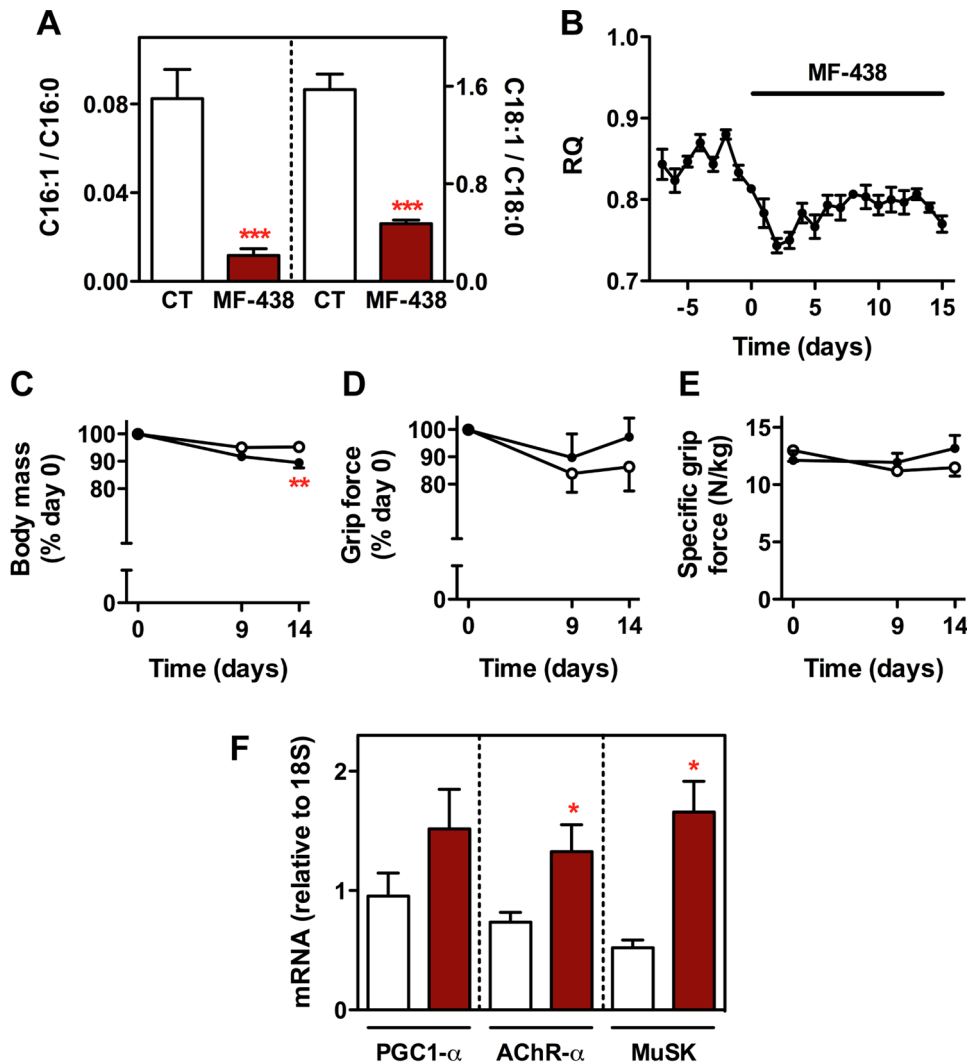 A
C16:1 / C16:0
0.08
0.04
0.00
***
***
CT
MF-438
CT
MF-438
1.6
0.8
0.0
C18:1 / C18:0
B
RQ
1.0
0.9
0.8
0.7
MF-438
-5
0
5
10
15
Time (days)
C
Body mass
(% day 0)
100
90
80
0
**
0
9
14
Time (days)
D
Grip force
(% day 0)
100
90
80
0
0
9
14
Time (days)
E
Specific grip
force (N/kg)
15
10
5
0
0
9
14
Time (days)
F
mRNA (relative to 18S)
2
1
0
*
*
PGC1-α
AChR-α
MuSK